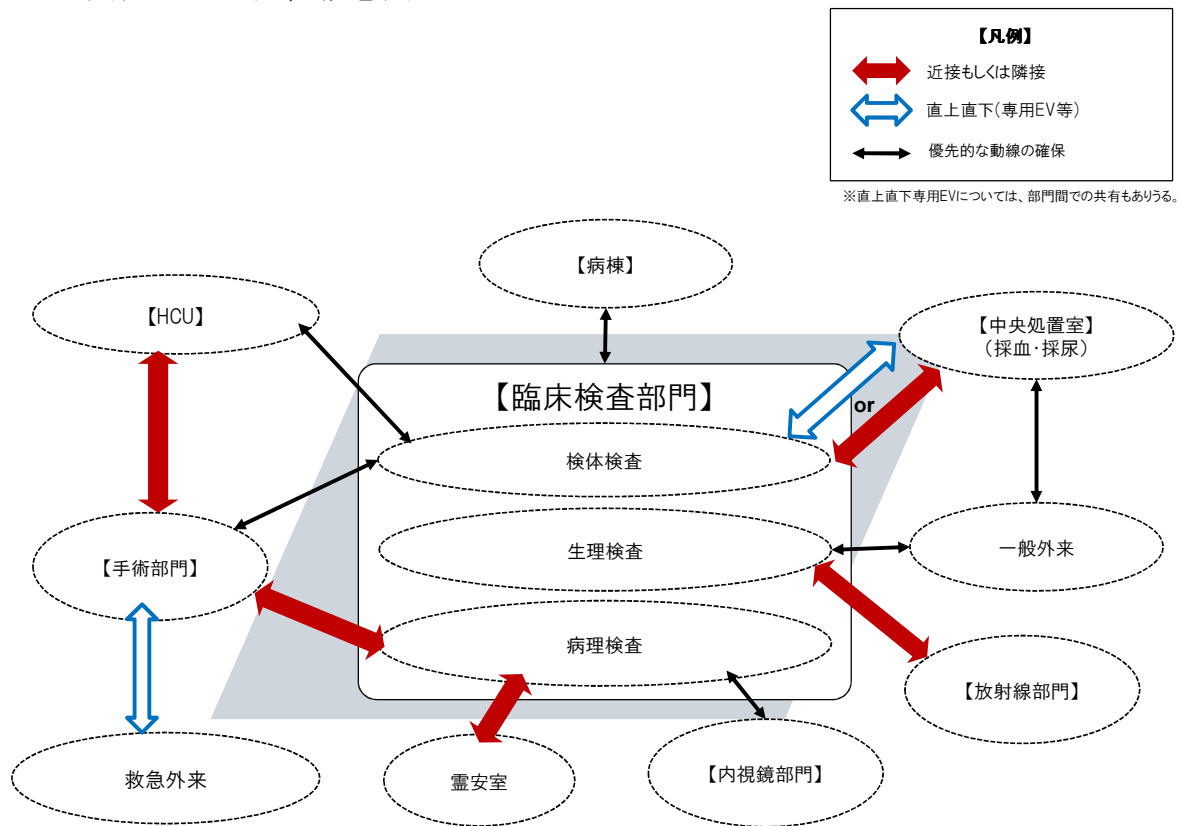 【凡例】
近接もしくは隣接
直上直下(専用EV等)
優先的な動線の確保
※直上直下専用EVについては、部門間での共有もありうる。
【病棟】
【HCU】
【中央処置室】
(採血・採尿)
【臨床検査部門】
or
検体検査
生理検査
一般外来
【手術部門】
病理検査
【放射線部門】
救急外来
霊安室
【内視鏡部門】